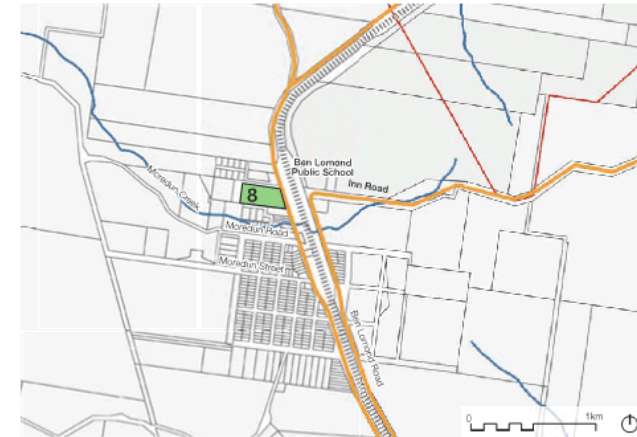 Ben Lomond
Public School
Inn Road
8
Moredun Creek
Moredun Road
Moredun Street
Ben Lomond Road
0
1km